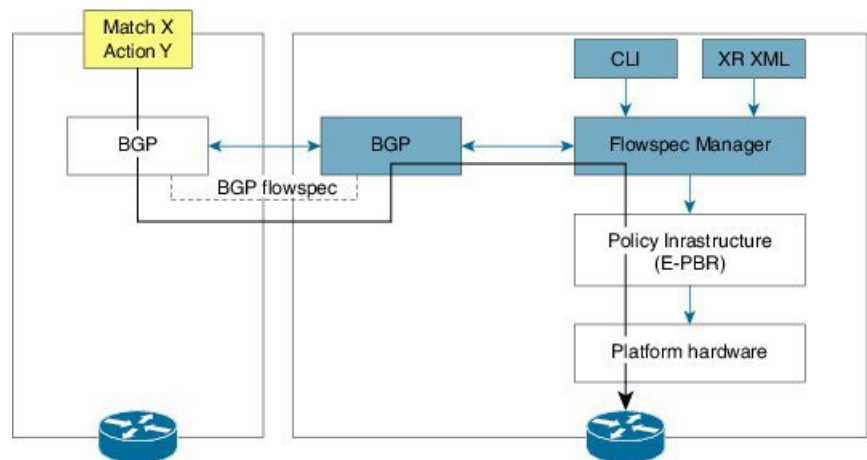 Match X
Action Y
CLI
XR XML
BGP
BGP
Flowspec Manager
BGP flowspec
Policy Inrastructure
(E-PBR)
Platform hardware